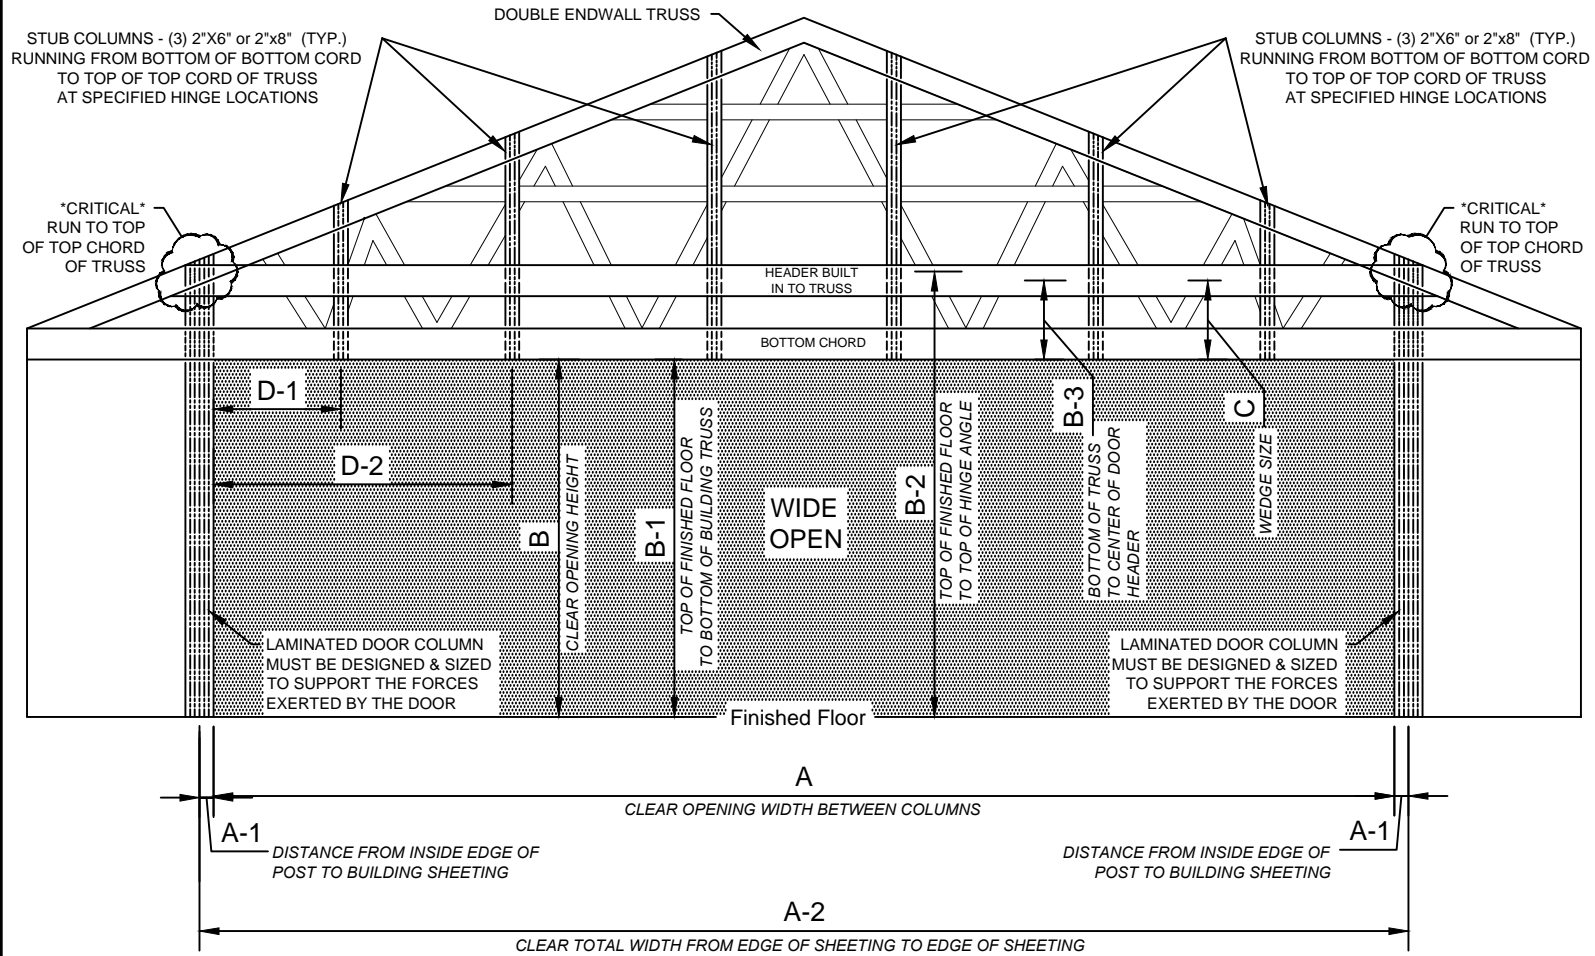 DOUBLE ENDWALL TRUSS
STUB COLUMNS - (3) 2"X6" or 2"x8" (TYP.)
RUNNING FROM BOTTOM OF BOTTOM CORD
TO TOP OF TOP CORD OF TRUSS
AT SPECIFIED HINGE LOCATIONS
STUB COLUMNS - (3) 2"X6" or 2"x8" (TYP.)
RUNNING FROM BOTTOM OF BOTTOM CORD
TO TOP OF TOP CORD OF TRUSS
AT SPECIFIED HINGE LOCATIONS
*CRITICAL*
RUN TO TOP
OF TOP CHORD
OF TRUSS
*CRITICAL*
RUN TO TOP
OF TOP CHORD
OF TRUSS
HEADER BUILT
IN TO TRUSS
BOTTOM CHORD
D-1
D-2
B
CLEAR OPENING HEIGHT
B-1
TOP OF FINISHED FLOOR
TO BOTTOM OF BUILDING TRUSS
WIDE
OPEN
B-2
TOP OF FINISHED FLOOR
TO TOP OF HINGE ANGLE
B-3
BOTTOM OF TRUSS
TO CENTER OF DOOR
HEADER
C
WEDGE SIZE
LAMINATED DOOR COLUMN
MUST BE DESIGNED & SIZED
TO SUPPORT THE FORCES
EXERTED BY THE DOOR
LAMINATED DOOR COLUMN
MUST BE DESIGNED & SIZED
TO SUPPORT THE FORCES
EXERTED BY THE DOOR
Finished Floor
A
CLEAR OPENING WIDTH BETWEEN COLUMNS
A-1
DISTANCE FROM INSIDE EDGE OF
POST TO BUILDING SHEETING
A-1
DISTANCE FROM INSIDE EDGE OF
POST TO BUILDING SHEETING
A-2
CLEAR TOTAL WIDTH FROM EDGE OF SHEETING TO EDGE OF SHEETING